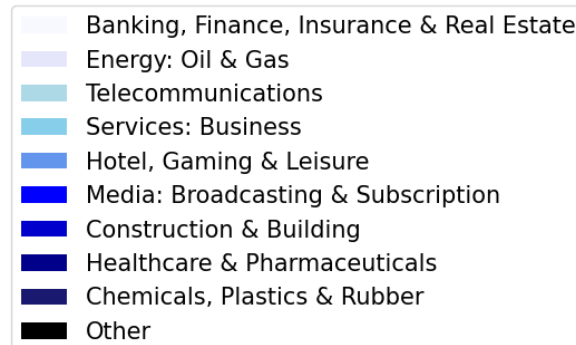 Banking, Finance, Insurance & Real Estate
Energy: Oil & Gas
Telecommunications
Services: Business
Hotel, Gaming & Leisure
Media: Broadcasting & Subscription
Construction & Building
Healthcare & Pharmaceuticals
Chemicals, Plastics & Rubber
Other